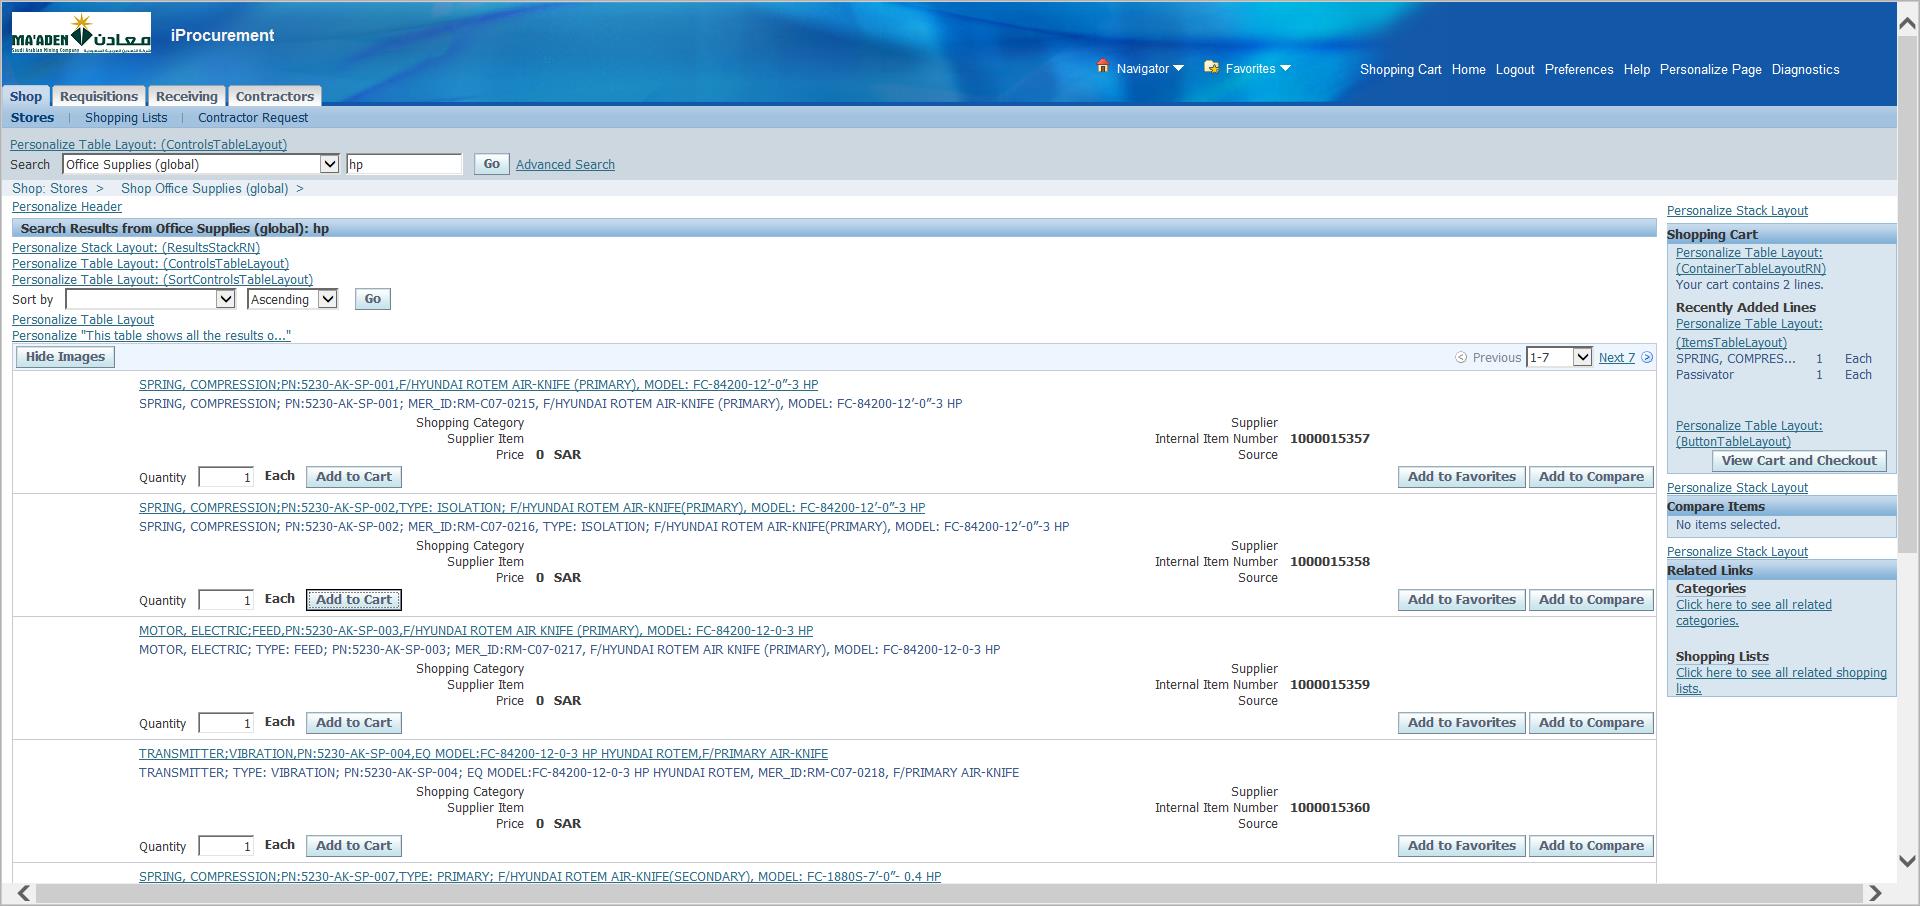 MA'ADEN معادن
Saudi Arabian Mining Company
iProcurement
Navigator Favorites Shopping Cart Home Logout Preferences Help Personalize Page Diagnostics
Shop Requisitions Receiving Contractors
Stores | Shopping Lists | Contractor Request
Personalize Table Layout: (ControlsTableLayout)
Search Office Supplies (global) hp Go Advanced Search
Shop: Stores > Shop Office Supplies (global) >
Personalize Header
Search Results from Office Supplies (global): hp
Personalize Stack Layout: (ResultsStackRN)
Personalize Table Layout: (ControlsTableLayout)
Personalize Table Layout: (SortControlsTableLayout)
Sort by Ascending Go
Personalize Table Layout
Personalize "This table shows all the results o..."
Hide Images Previous 1-7 Next 7
SPRING, COMPRESSION;PN:5230-AK-SP-001,F/HYUNDAI ROTEM AIR-KNIFE (PRIMARY), MODEL: FC-84200-12’-0”-3 HP
SPRING, COMPRESSION; PN:5230-AK-SP-001; MER_ID:RM-C07-0215, F/HYUNDAI ROTEM AIR-KNIFE (PRIMARY), MODEL: FC-84200-12’-0”-3 HP
Shopping Category Supplier
Supplier Item Internal Item Number 1000015357
Price 0 SAR Source
Quantity 1 Each Add to Cart Add to Favorites Add to Compare
SPRING, COMPRESSION;PN:5230-AK-SP-002,TYPE: ISOLATION; F/HYUNDAI ROTEM AIR-KNIFE(PRIMARY), MODEL: FC-84200-12’-0”-3 HP
SPRING, COMPRESSION; PN:5230-AK-SP-002; MER_ID:RM-C07-0216, TYPE: ISOLATION; F/HYUNDAI ROTEM AIR-KNIFE(PRIMARY), MODEL: FC-84200-12’-0”-3 HP
Shopping Category Supplier
Supplier Item Internal Item Number 1000015358
Price 0 SAR Source
Quantity 1 Each Add to Cart Add to Favorites Add to Compare
MOTOR, ELECTRIC;FEED,PN:5230-AK-SP-003,F/HYUNDAI ROTEM AIR KNIFE (PRIMARY), MODEL: FC-84200-12-0-3 HP
MOTOR, ELECTRIC; TYPE: FEED; PN:5230-AK-SP-003; MER_ID:RM-C07-0217, F/HYUNDAI ROTEM AIR KNIFE (PRIMARY), MODEL: FC-84200-12-0-3 HP
Shopping Category Supplier
Supplier Item Internal Item Number 1000015359
Price 0 SAR Source
Quantity 1 Each Add to Cart Add to Favorites Add to Compare
TRANSMITTER;VIBRATION,PN:5230-AK-SP-004,EQ MODEL:FC-84200-12-0-3 HP HYUNDAI ROTEM,F/PRIMARY AIR-KNIFE
TRANSMITTER; TYPE: VIBRATION; PN:5230-AK-SP-004; EQ MODEL:FC-84200-12-0-3 HP HYUNDAI ROTEM, MER_ID:RM-C07-0218, F/PRIMARY AIR-KNIFE
Shopping Category Supplier
Supplier Item Internal Item Number 1000015360
Price 0 SAR Source
Quantity 1 Each Add to Cart Add to Favorites Add to Compare
SPRING, COMPRESSION;PN:5230-AK-SP-007,TYPE: PRIMARY; F/HYUNDAI ROTEM AIR-KNIFE(SECONDARY), MODEL: FC-1880S-7’-0”- 0.4 HP
Personalize Stack Layout
Shopping Cart
Personalize Table Layout:
(ContainerTableLayoutRN)
Your cart contains 2 lines.
Recently Added Lines
Personalize Table Layout:
(ItemsTableLayout)
SPRING, COMPRES... 1 Each
Passivator 1 Each
Personalize Table Layout:
(ButtonTableLayout)
View Cart and Checkout
Personalize Stack Layout
Compare Items
No items selected.
Personalize Stack Layout
Related Links
Categories
Click here to see all related
categories.
Shopping Lists
Click here to see all related shopping
lists.